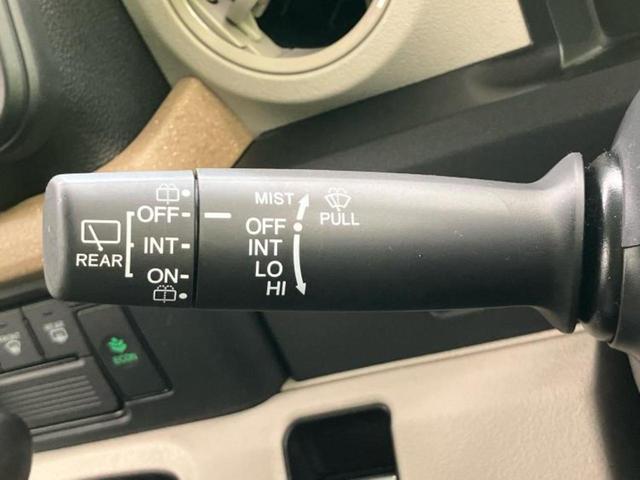 MIST
PULL
OFF
OFF
INT
INT
REAR
LO
ON
HI
ECON